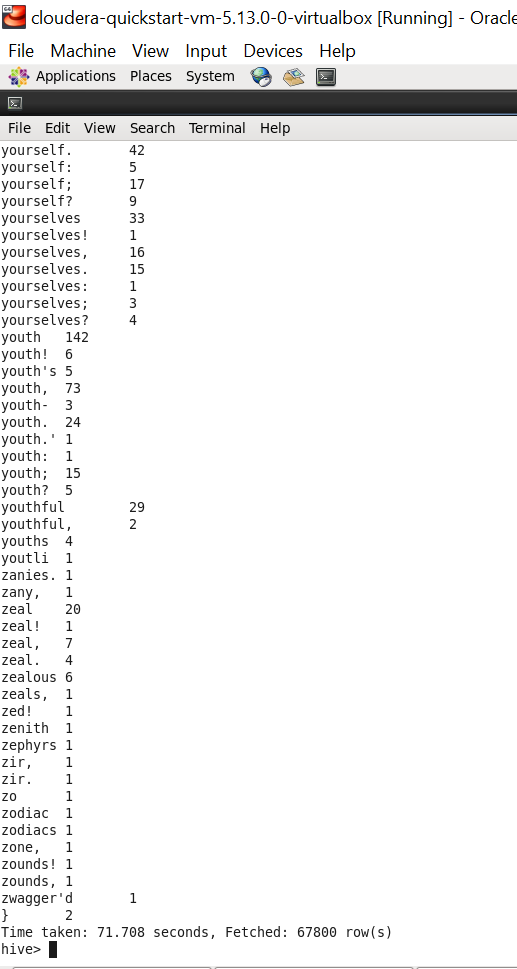 cloudera-quickstart-vm-5.13.0-0-virtualbox [Running] - Oracle
File Machine View Input Devices Help
Applications Places System
File Edit View Search Terminal Help
yourself. 42
yourself: 5
yourself; 17
yourself? 9
yourselves 33
yourselves! 1
yourselves, 16
yourselves. 15
yourselves: 1
yourselves; 3
yourselves? 4
youth 142
youth! 6
youth's 5
youth, 73
youth- 3
youth. 24
youth.' 1
youth: 1
youth; 15
youth? 5
youthful 29
youthful, 2
youths 4
youtli 1
zanies. 1
zany, 1
zeal 20
zeal! 1
zeal, 7
zeal. 4
zealous 6
zeals, 1
zed! 1
zenith 1
zephyrs 1
zir, 1
zir. 1
zo 1
zodiac 1
zodiacs 1
zone, 1
zounds! 1
zounds, 1
zwagger'd 1
} 2
Time taken: 71.708 seconds, Fetched: 67800 row(s)
hive>